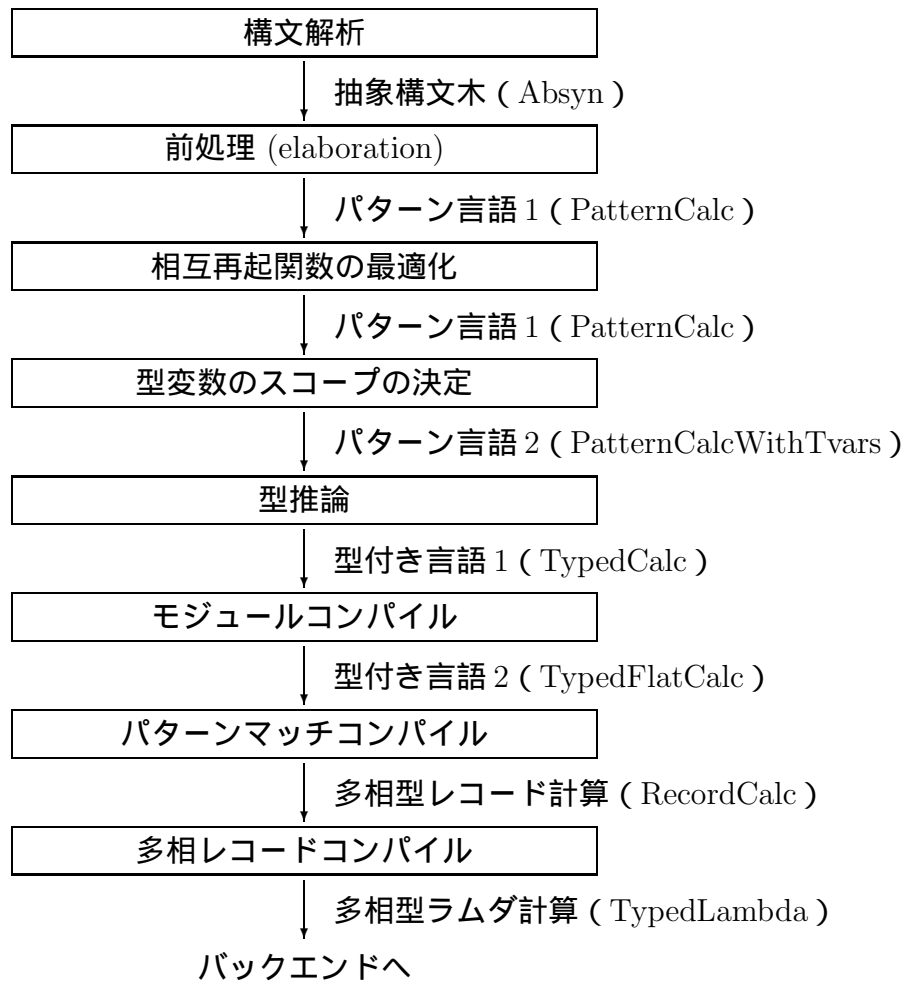 構文解析
抽象構文木（Absyn）
前処理 (elaboration)
パターン言語 1（PatternCalc）
相互再起関数の最適化
パターン言語 1（PatternCalc）
型変数のスコープの決定
パターン言語 2（PatternCalcWithTvars）
型推論
型付き言語 1（TypedCalc）
モジュールコンパイル
型付き言語 2（TypedFlatCalc）
パターンマッチコンパイル
多相型レコード計算（RecordCalc）
多相レコードコンパイル
多相型ラムダ計算（TypedLambda）
バックエンドへ